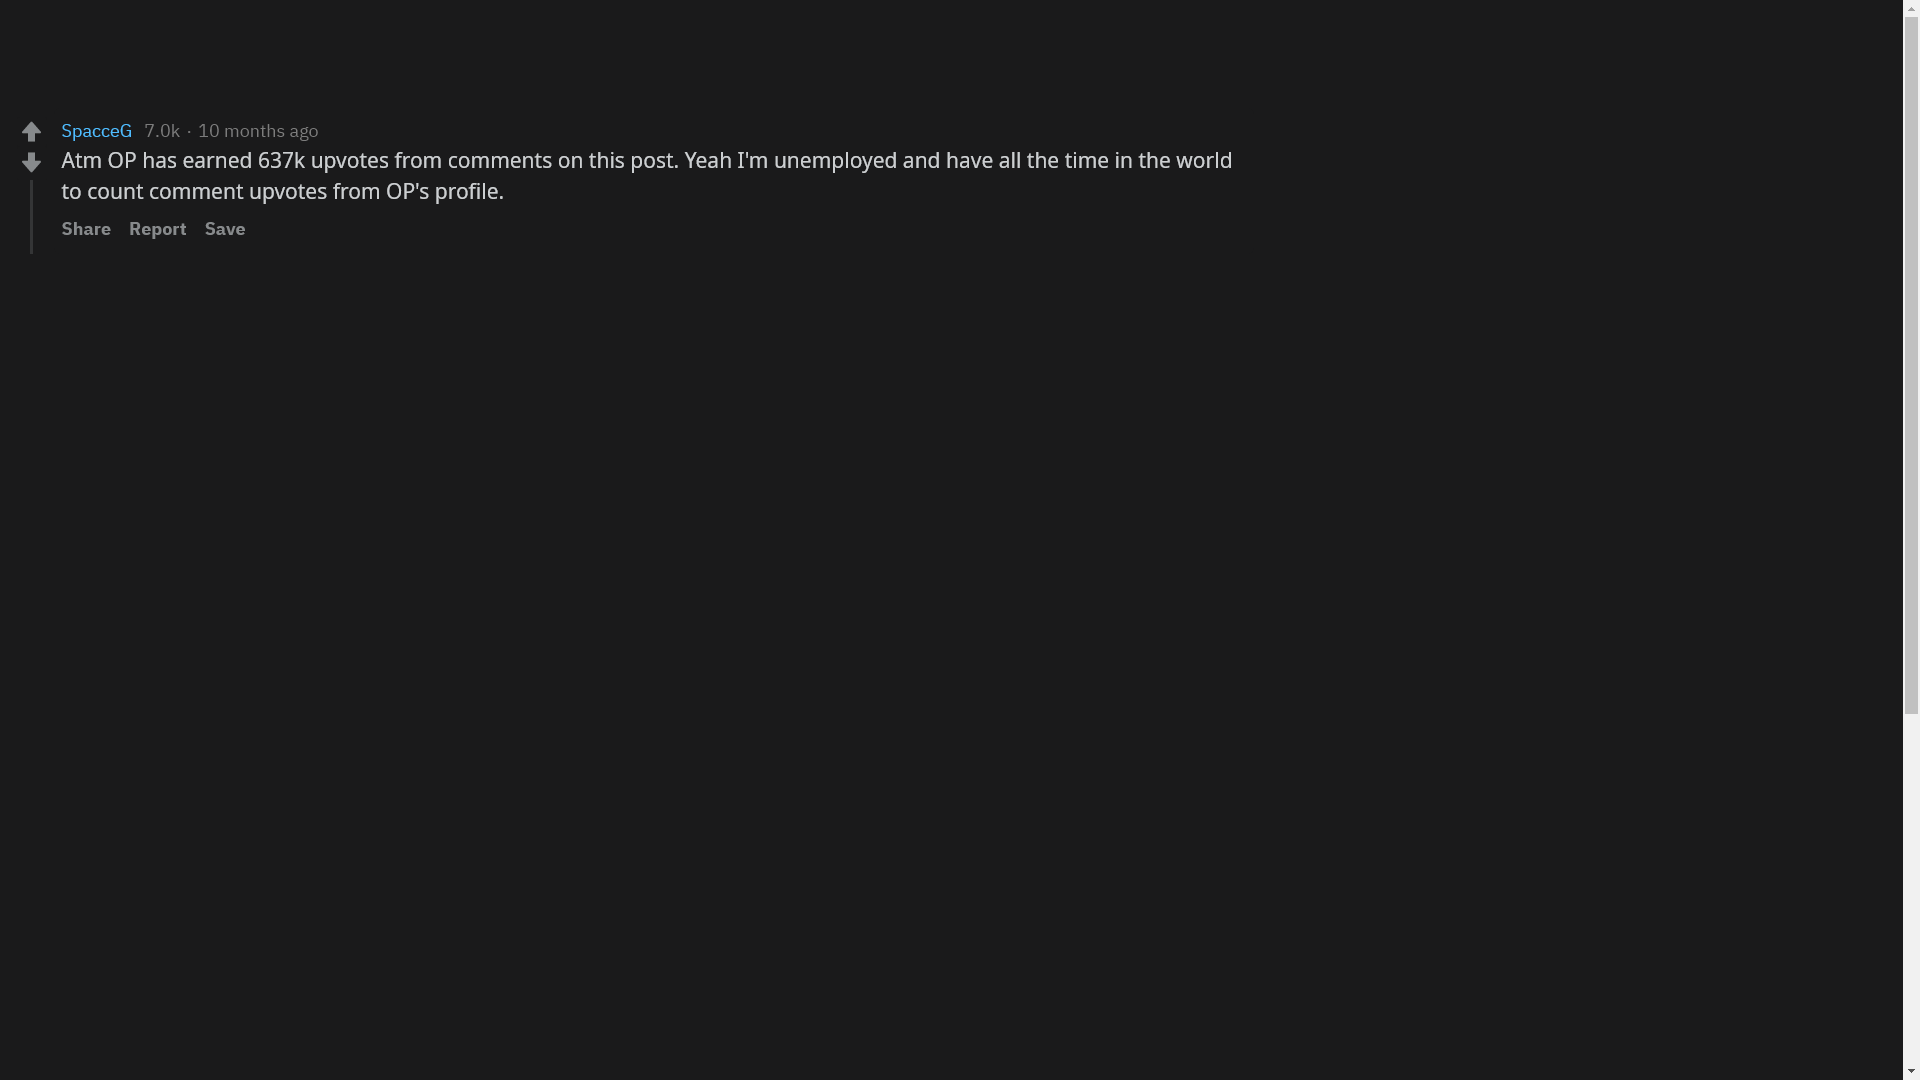 SpacceG 7.0k · 10 months ago
Atm OP has earned 637k upvotes from comments on this post. Yeah I'm unemployed and have all the time in the world
to count comment upvotes from OP's profile.
Share Report Save